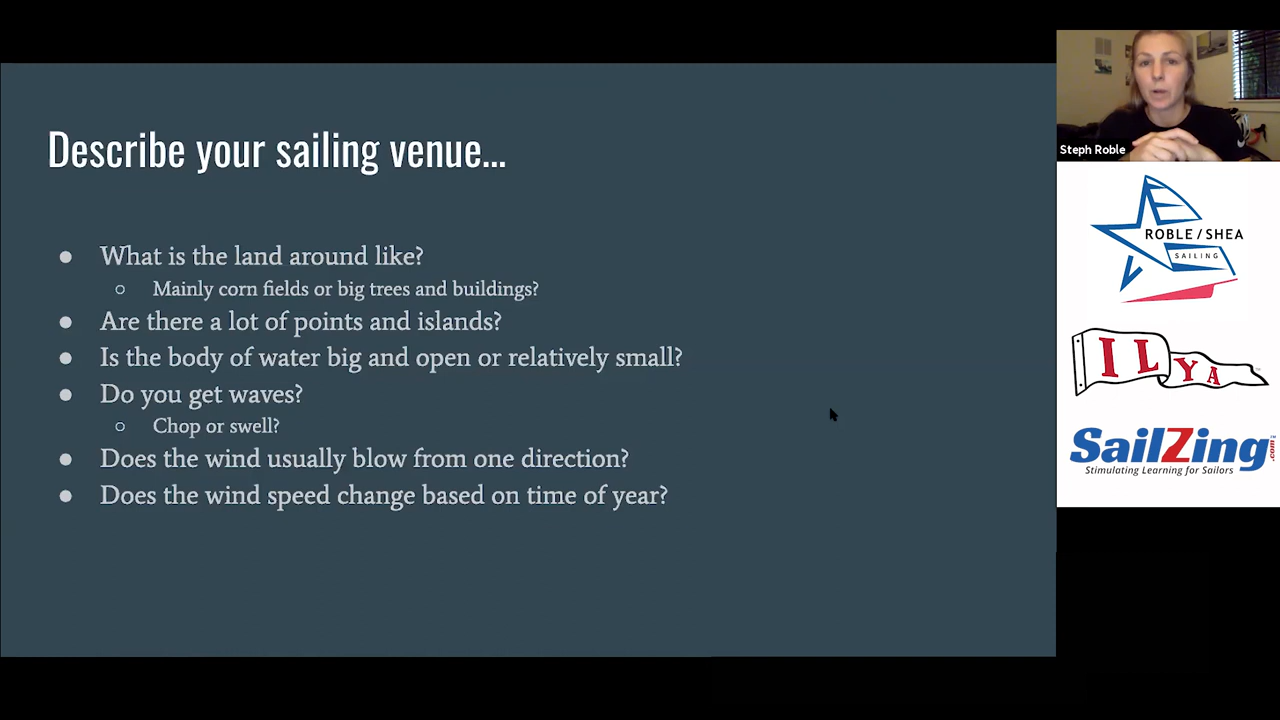 Describe your sailing venue...
● What is the land around like?
○ Mainly corn fields or big trees and buildings?
● Are there a lot of points and islands?
● Is the body of water big and open or relatively small?
● Do you get waves?
○ Chop or swell?
● Does the wind usually blow from one direction?
● Does the wind speed change based on time of year?
Steph Roble
ROBLE / SHEA
SAILING
ILYA
SailZing.com
Stimulating Learning for Sailors